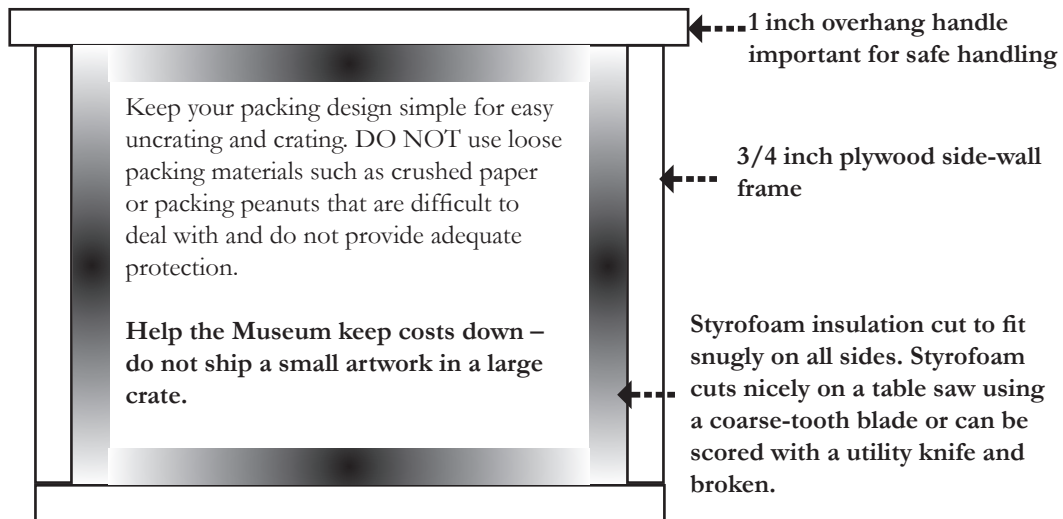 1 inch overhang handle
important for safe handling
Keep your packing design simple for easy
uncrating and crating. DO NOT use loose
packing materials such as crushed paper
or packing peanuts that are difficult to
deal with and do not provide adequate
protection.
Help the Museum keep costs down –
do not ship a small artwork in a large
crate.
3/4 inch plywood side-wall
frame
Styrofoam insulation cut to fit
snugly on all sides. Styrofoam
cuts nicely on a table saw using
a coarse-tooth blade or can be
scored with a utility knife and
broken.